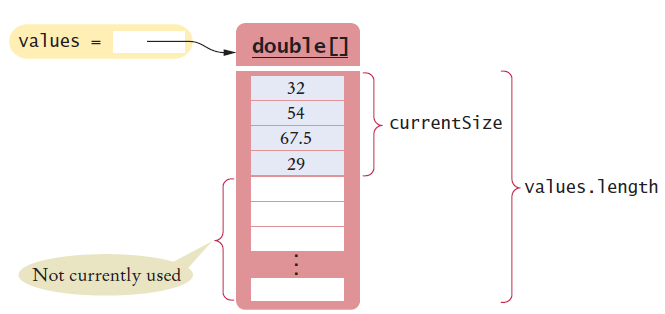 values =
double[]
32
54
67.5
29
currentSize
values.length
Not currently used